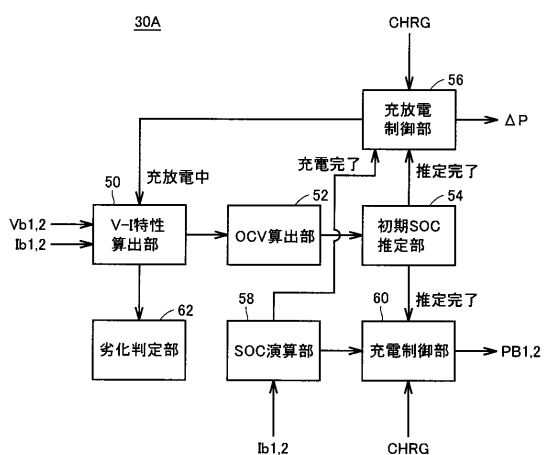 30A
CHRG
56
充放電
制御部
ΔP
充電完了
推定完了
充放電中
50
52
54
Vb1,2
Ib1,2
V-I特性
算出部
OCV算出部
初期SOC
推定部
62
58
60
推定完了
劣化判定部
SOC演算部
充電制御部
PB1,2
Ib1,2
CHRG